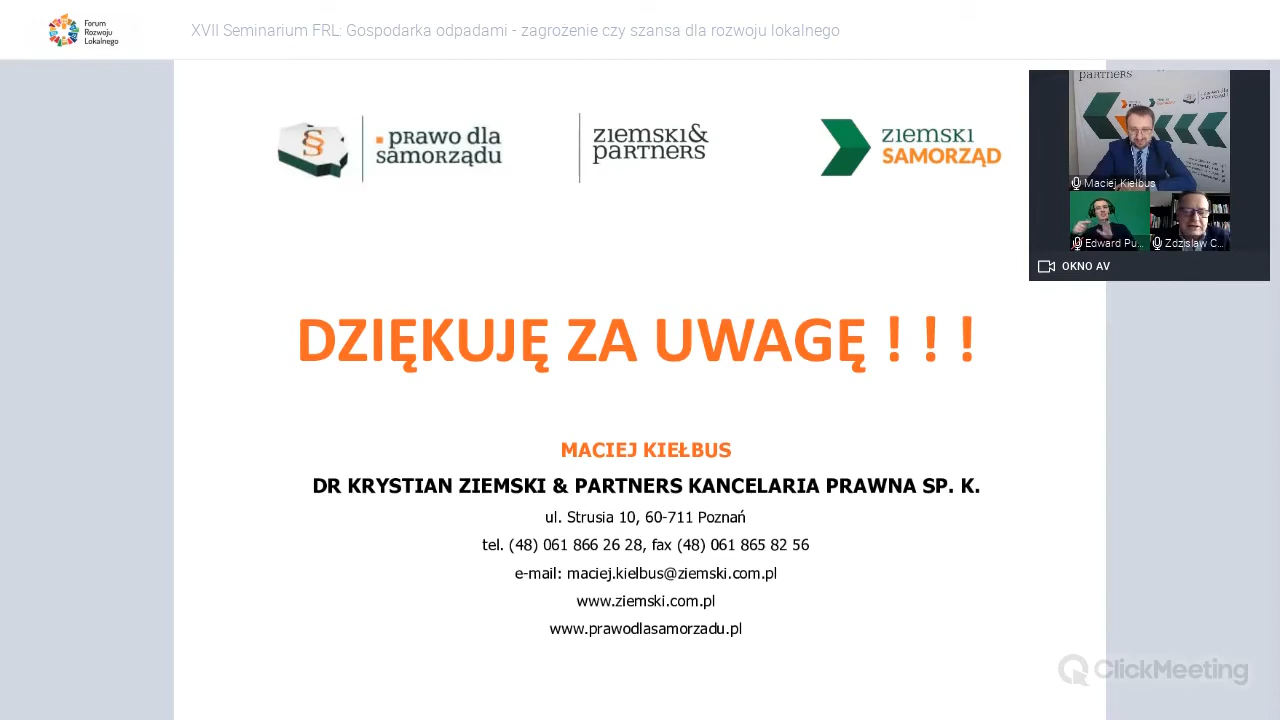 Forum
Rozwoju
Lokalnego
XVII Seminarium FRL: Gospodarka odpadami - zagrożenie czy szansa dla rozwoju lokalnego
prawo dla
samorządu
ziemski&
partners
ziemski
SAMORZĄD
partners
Maciej Kiełbus
Edward Pu...
Zdzisław C...
OKNO AV
DZIĘKUJĘ ZA UWAGĘ ! ! !
MACIEJ KIEŁBUS
DR KRYSTIAN ZIEMSKI & PARTNERS KANCELARIA PRAWNA SP. K.
ul. Strusia 10, 60-711 Poznań
tel. (48) 061 866 26 28, fax (48) 061 865 82 56
e-mail: maciej.kielbus@ziemski.com.pl
www.ziemski.com.pl
www.prawodlasamorzadu.pl
ClickMeeting